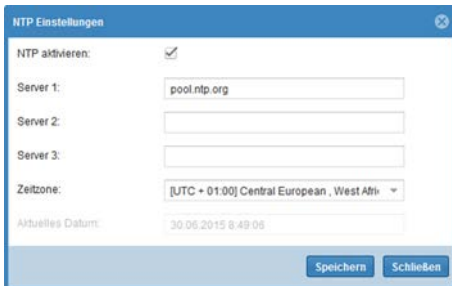 NTP Einstellungen
NTP aktivieren:
Server 1: pool.ntp.org
Server 2:
Server 3:
Zeitzone: [UTC + 01:00] Central European , West Afri
Aktuelles Datum: 30.06.2015 8:49:06
Speichern Schließen